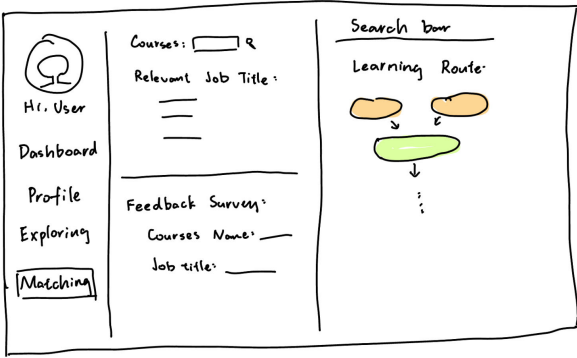 Hi, User
Dashboard
Profile
Exploring
Matching
Courses:
Relevant Job Title:
Feedback Survey:
Courses Name:
Job title:
Search bar
Learning Route